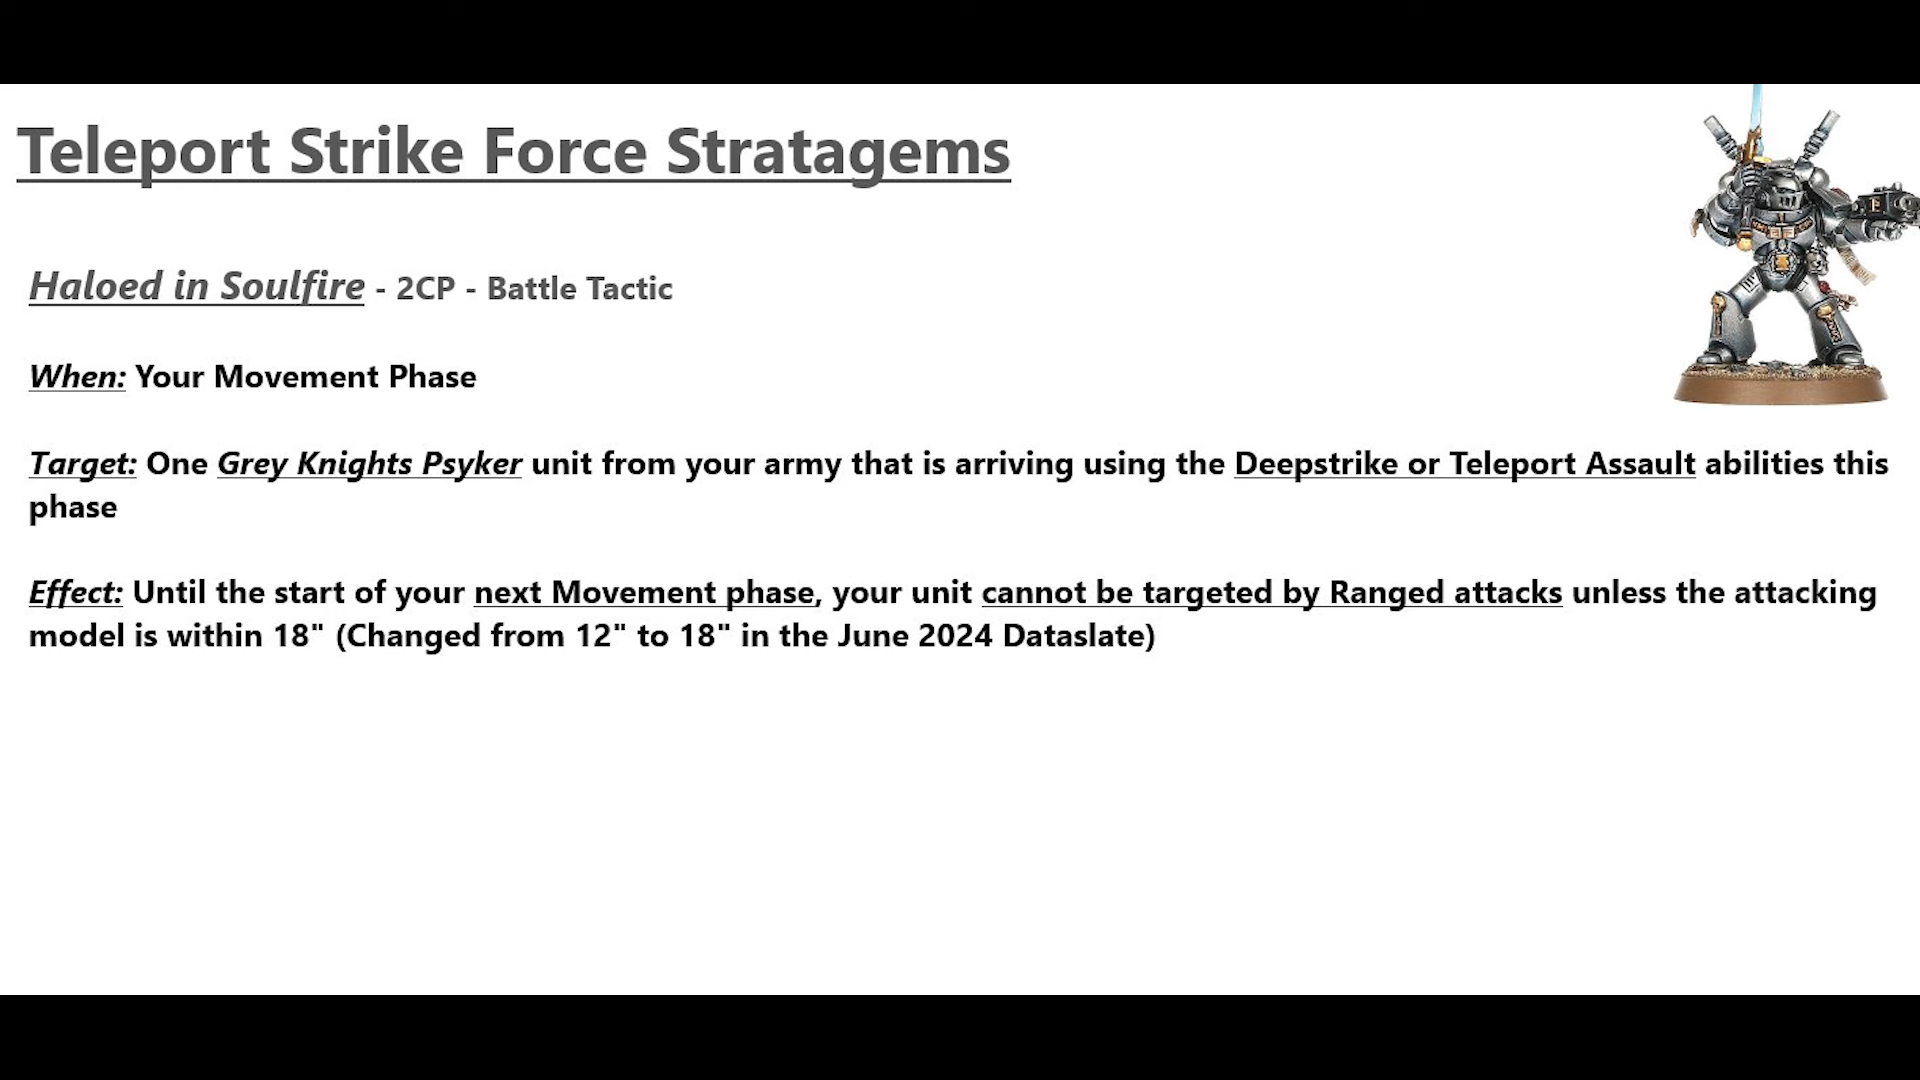 Teleport Strike Force Stratagems
Haloed in Soulfire - 2CP - Battle Tactic
When: Your Movement Phase
Target: One Grey Knights Psyker unit from your army that is arriving using the Deepstrike or Teleport Assault abilities this
phase
Effect: Until the start of your next Movement phase, your unit cannot be targeted by Ranged attacks unless the attacking
model is within 18" (Changed from 12" to 18" in the June 2024 Dataslate)